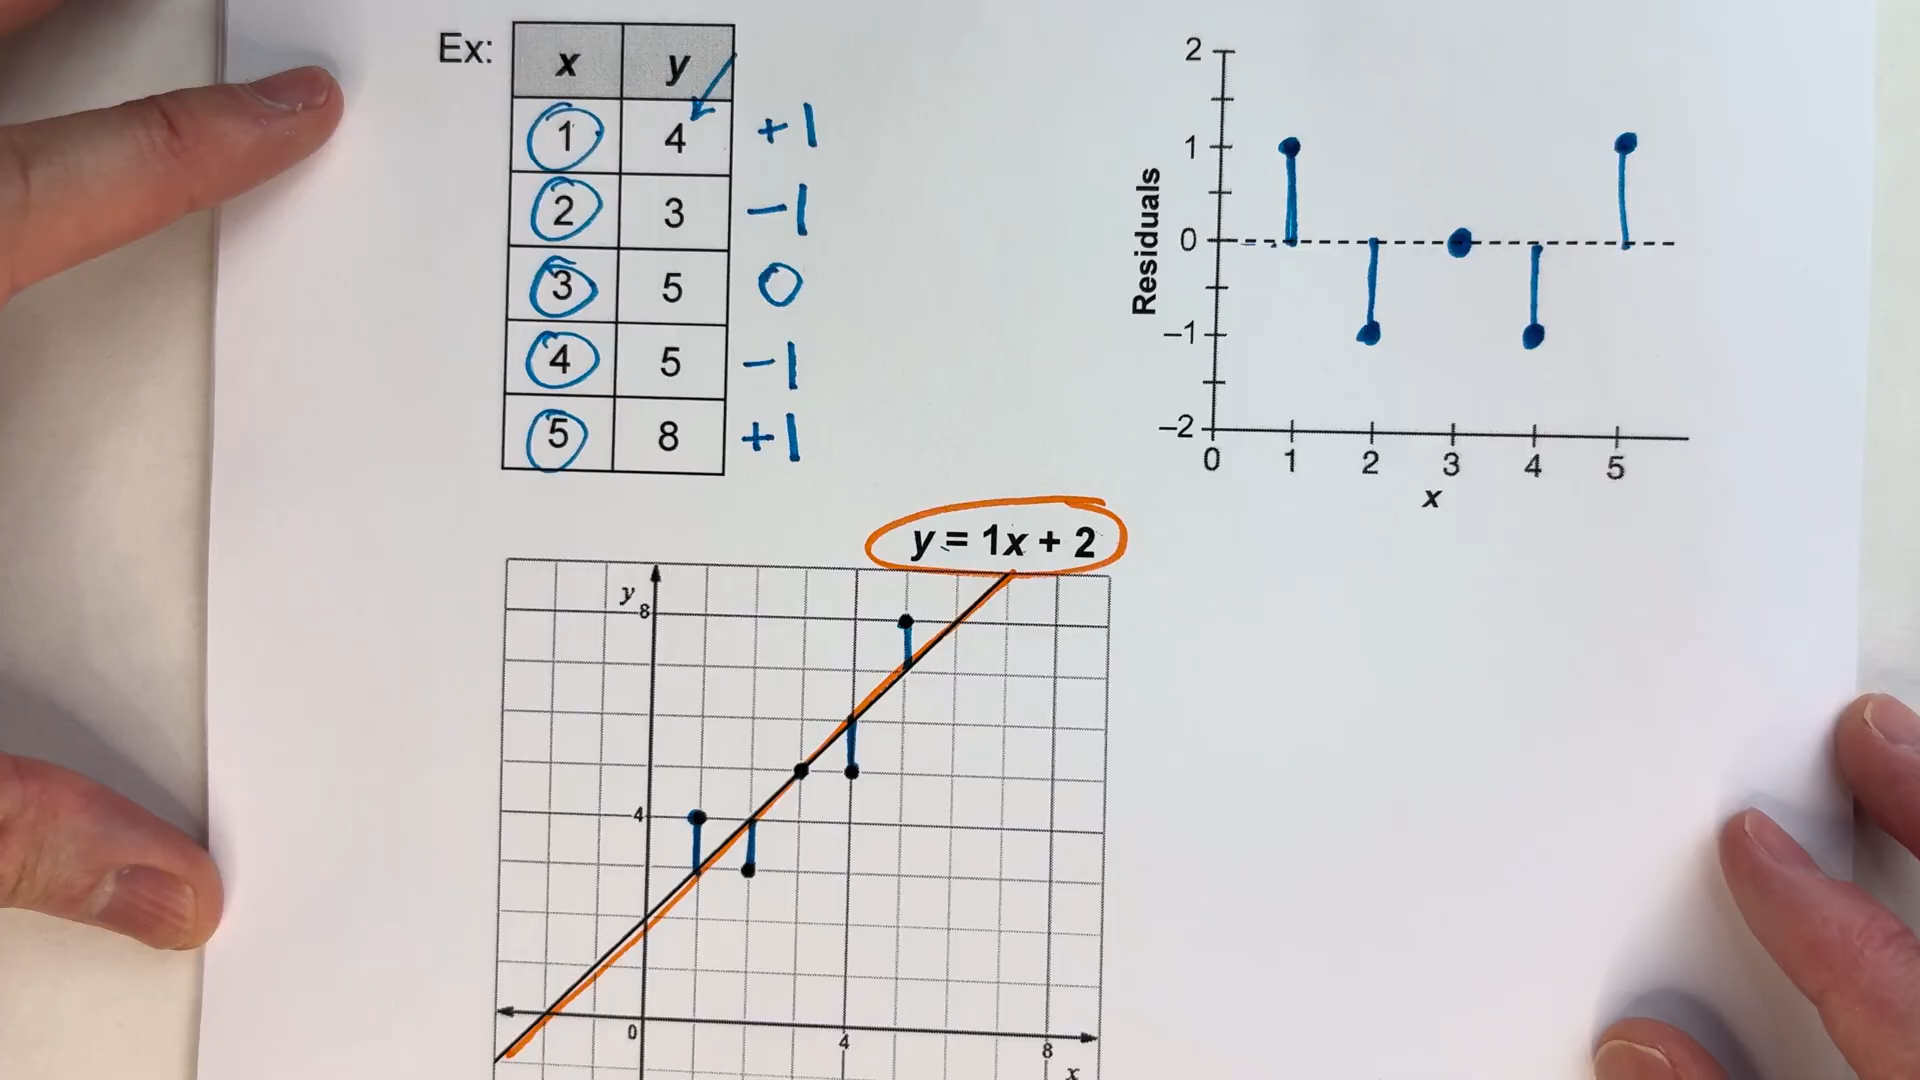 Ex:
x y
1 4 +1
2 3 −1
3 5 0
4 5 −1
5 8 +1
2
1
0
−1
−2
Residuals
0 1 2 3 4 5
x
y = 1x + 2
y
8
4
0
4
8
x